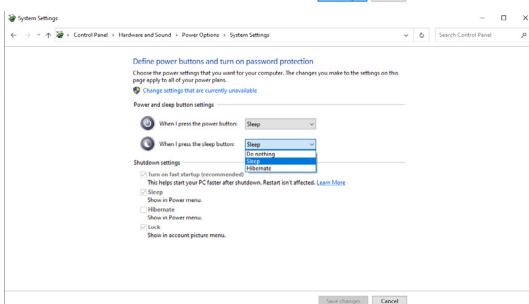 System Settings
Control Panel > Hardware and Sound > Power Options > System Settings
Search Control Panel
Define power buttons and turn on password protection
Choose the power settings that you want for your computer. The changes you make to the settings on this
page apply to all of your power plans.
Change settings that are currently unavailable
Power and sleep button settings
When I press the power button: Sleep
When I press the sleep button: Sleep
Do nothing
Sleep
Hibernate
Shutdown settings
Turn on fast startup (recommended)
This helps start your PC faster after shutdown. Restart isn't affected. Learn More
Sleep
Show in Power menu.
Hibernate
Show in Power menu.
Lock
Show in account picture menu.
Save changes Cancel